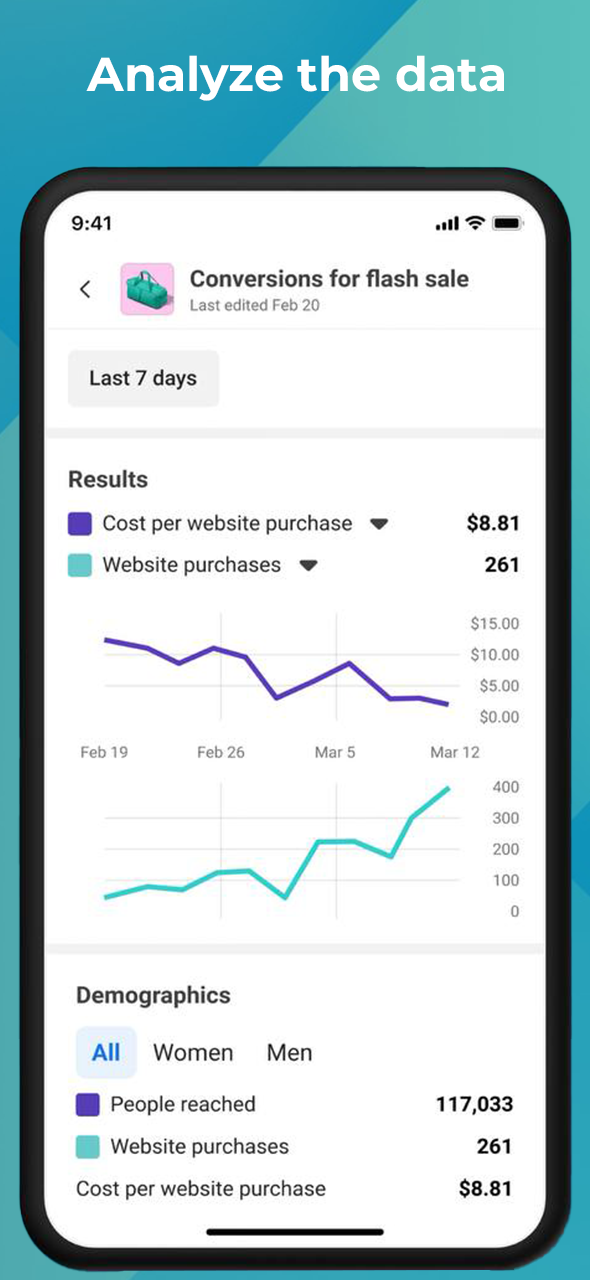 Analyze the data
9:41
Conversions for flash sale
Last edited Feb 20
Last 7 days
Results
Cost per website purchase $8.81
Website purchases 261
$15.00
$10.00
$5.00
$0.00
Feb 19 Feb 26 Mar 5 Mar 12
400
300
200
100
0
Demographics
All Women Men
People reached 117,033
Website purchases 261
Cost per website purchase $8.81